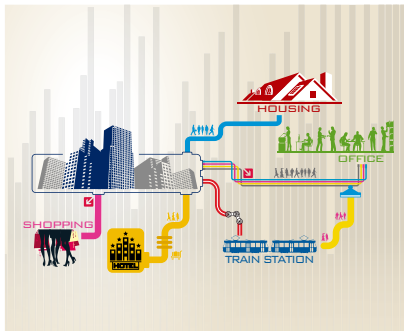 HOUSING
OFFICE
SHOPPING
HOTEL
TRAIN STATION